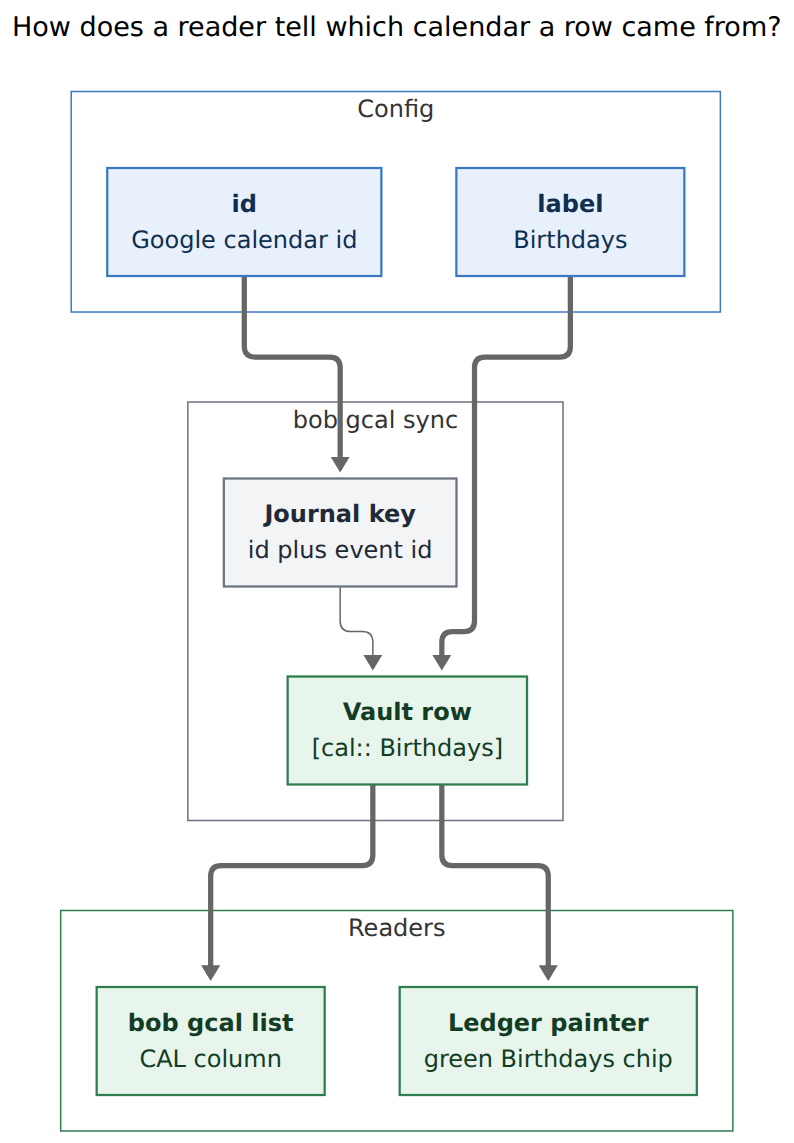 How does a reader tell which calendar a row came from?
Config
id
Google calendar id
label
Birthdays
bob gcal sync
Journal key
id plus event id
Vault row
[cal:: Birthdays]
Readers
bob gcal list
CAL column
Ledger painter
green Birthdays chip